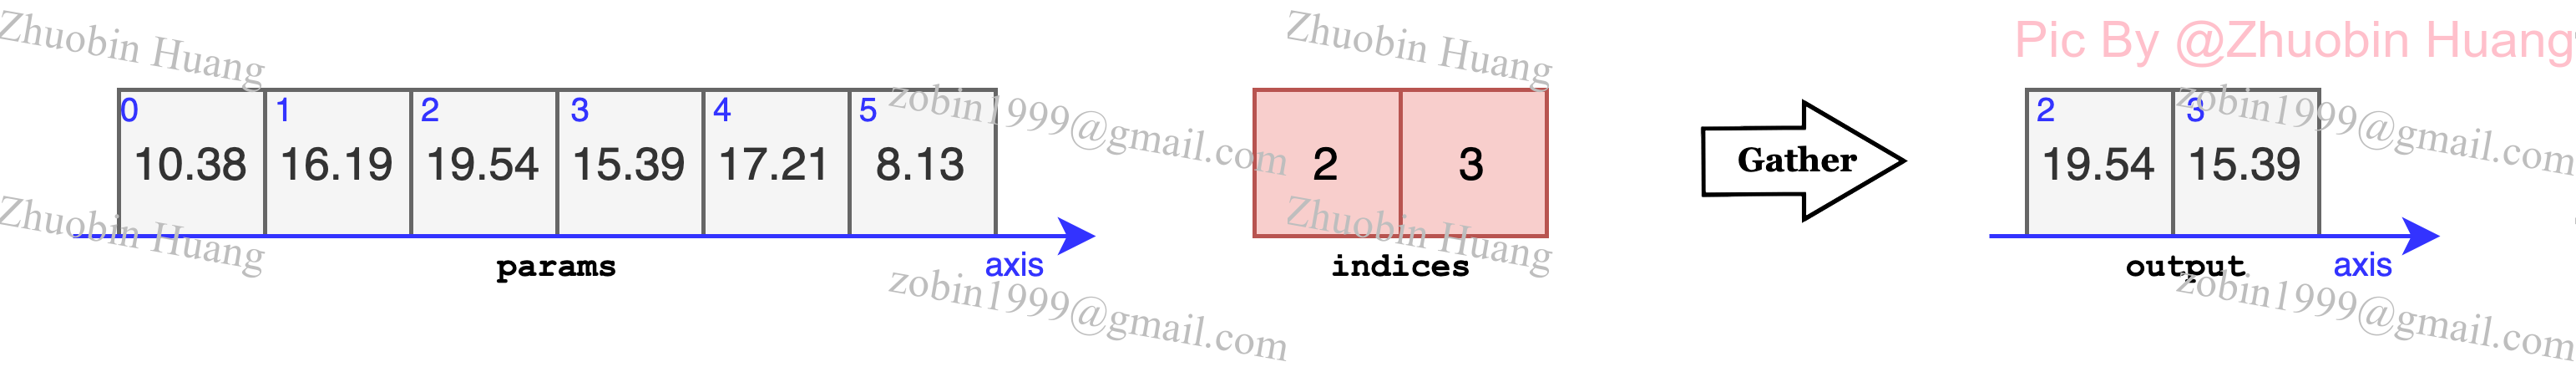 Zhuobin Huang
Zhuobin Huang
Pic By @Zhuobin Huang
0 1 2 3 4 5
10.38 16.19 19.54 15.39 17.21 8.13
zobin1999@gmail.com
2 3
Gather
2 3
19.54 15.39
zobin1999@gmail.com
Zhuobin Huang
Zhuobin Huang
params
axis
indices
output
axis
zobin1999@gmail.com
zobin1999@gmail.com